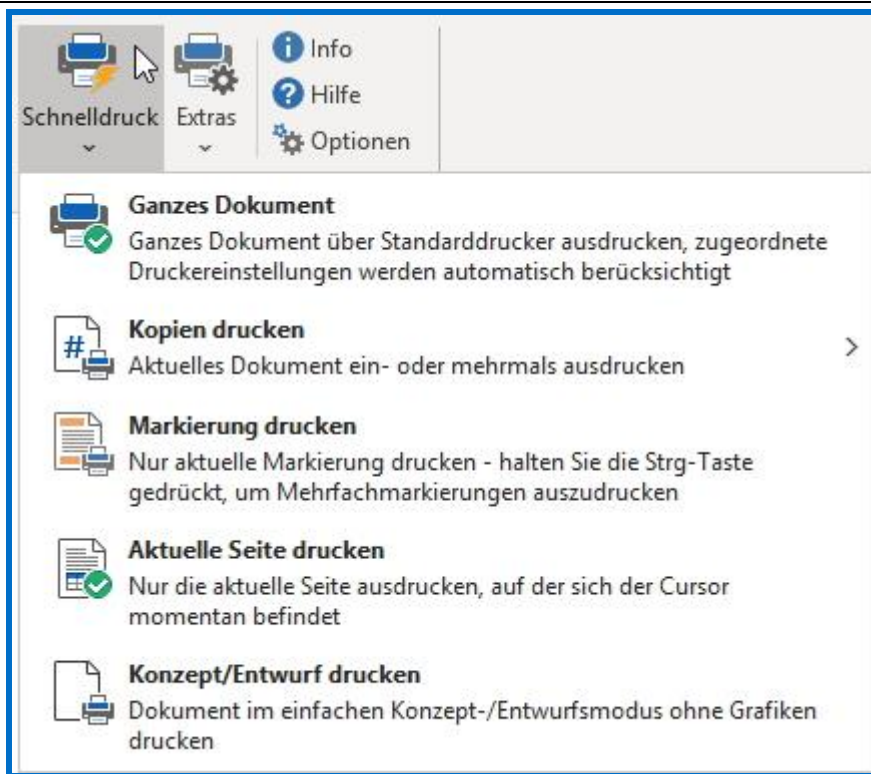 Schnelldruck
Extras
Info
Hilfe
Optionen
Ganzes Dokument
Ganzes Dokument über Standarddrucker ausdrucken, zugeordnete
Druckereinstellungen werden automatisch berücksichtigt
#
Kopien drucken
Aktuelles Dokument ein- oder mehrmals ausdrucken
Markierung drucken
Nur aktuelle Markierung drucken - halten Sie die Strg-Taste
gedrückt, um Mehrfachmarkierungen auszudrucken
Aktuelle Seite drucken
Nur die aktuelle Seite ausdrucken, auf der sich der Cursor
momentan befindet
Konzept/Entwurf drucken
Dokument im einfachen Konzept-/Entwurfsmodus ohne Grafiken
drucken